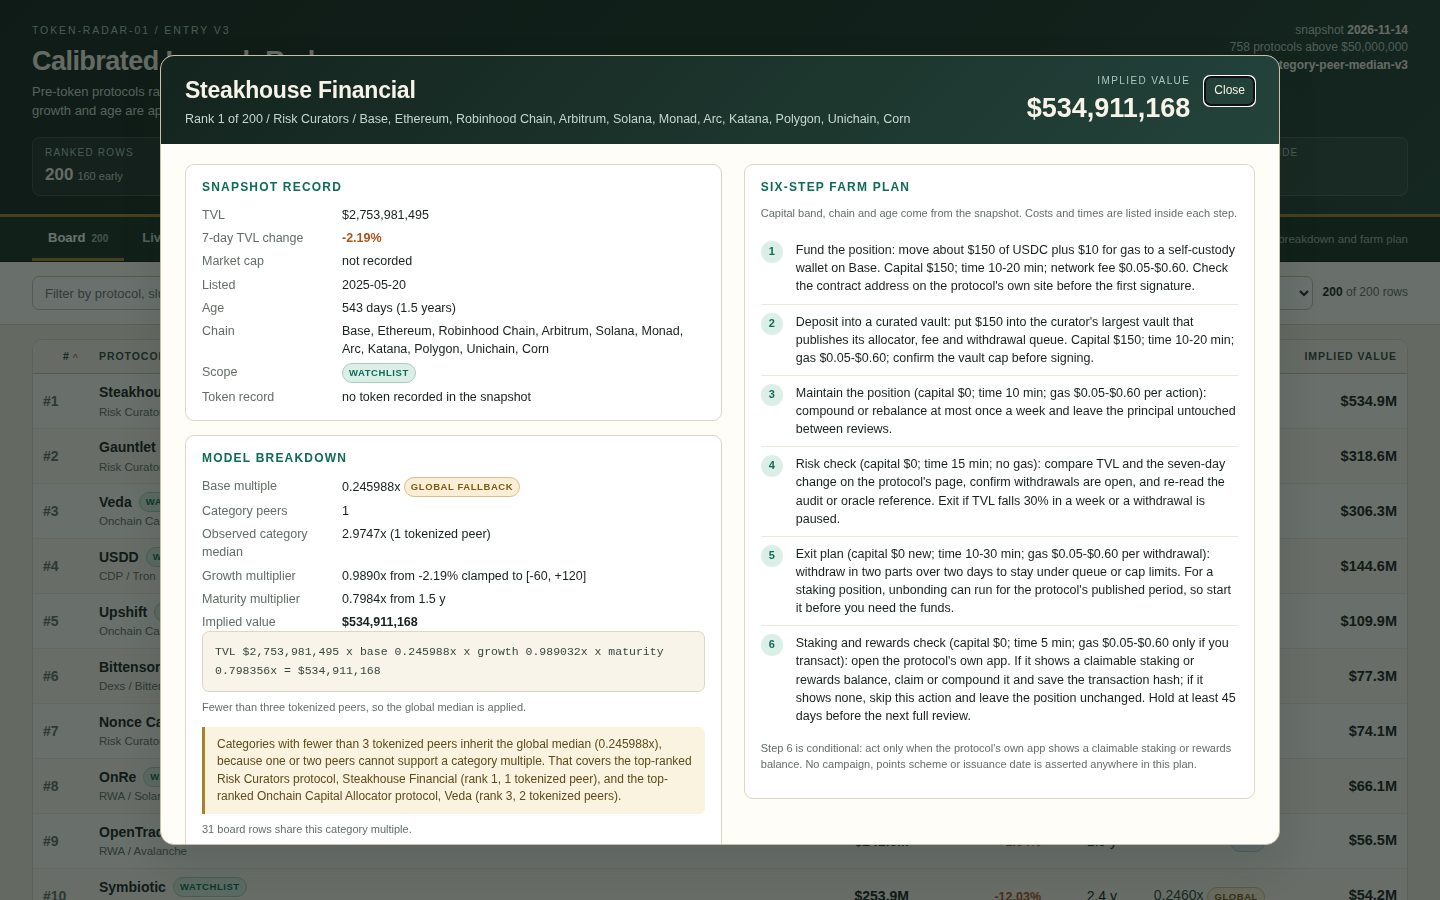 TOKEN-RADAR-01 / ENTRY V3
snapshot 2026-11-14
758 protocols above $50,000,000
tegory-peer-median-v3
Calibrated
Pre-token protocols
growth and age are
RANKED ROWS
200 160 early
Board 200
breakdown and farm plan
Filter by protocol,
200 of 200 rows
# ^ IMPLIED VALUE
Steakhouse Financial
Rank 1 of 200 / Risk Curators / Base, Ethereum, Robinhood Chain, Arbitrum, Solana, Monad, Arc, Katana, Polygon, Unichain, Corn
IMPLIED VALUE
$534,911,168
Close
SNAPSHOT RECORD
TVL $2,753,981,495
7-day TVL change -2.19%
Market cap not recorded
Listed 2025-05-20
Age 543 days (1.5 years)
Chain Base, Ethereum, Robinhood Chain, Arbitrum, Solana, Monad,
Arc, Katana, Polygon, Unichain, Corn
Scope WATCHLIST
Token record no token recorded in the snapshot
MODEL BREAKDOWN
Base multiple 0.245988x GLOBAL FALLBACK
Category peers 1
Observed category 2.9747x (1 tokenized peer)
median
Growth multiplier 0.9890x from -2.19% clamped to [-60, +120]
Maturity multiplier 0.7984x from 1.5 y
Implied value $534,911,168
TVL $2,753,981,495 x base 0.245988x x growth 0.989032x x maturity
0.798356x = $534,911,168
Fewer than three tokenized peers, so the global median is applied.
Categories with fewer than 3 tokenized peers inherit the global median (0.245988x),
because one or two peers cannot support a category multiple. That covers the top-ranked
Risk Curators protocol, Steakhouse Financial (rank 1, 1 tokenized peer), and the top-
ranked Onchain Capital Allocator protocol, Veda (rank 3, 2 tokenized peers).
31 board rows share this category multiple.
SIX-STEP FARM PLAN
Capital band, chain and age come from the snapshot. Costs and times are listed inside each step.
1 Fund the position: move about $150 of USDC plus $10 for gas to a self-custody
wallet on Base. Capital $150; time 10-20 min; network fee $0.05-$0.60. Check
the contract address on the protocol's own site before the first signature.
2 Deposit into a curated vault: put $150 into the curator's largest vault that
publishes its allocator, fee and withdrawal queue. Capital $150; time 10-20 min;
gas $0.05-$0.60; confirm the vault cap before signing.
3 Maintain the position (capital $0; time 10 min; gas $0.05-$0.60 per action):
compound or rebalance at most once a week and leave the principal untouched
between reviews.
4 Risk check (capital $0; time 15 min; no gas): compare TVL and the seven-day
change on the protocol's page, confirm withdrawals are open, and re-read the
audit or oracle reference. Exit if TVL falls 30% in a week or a withdrawal is
paused.
5 Exit plan (capital $0 new; time 10-30 min; gas $0.05-$0.60 per withdrawal):
withdraw in two parts over two days to stay under queue or cap limits. For a
staking position, unbonding can run for the protocol's published period, so start
it before you need the funds.
6 Staking and rewards check (capital $0; time 5 min; gas $0.05-$0.60 only if you
transact): open the protocol's own app. If it shows a claimable staking or
rewards balance, claim or compound it and save the transaction hash; if it
shows none, skip this action and leave the position unchanged. Hold at least 45
days before the next full review.
Step 6 is conditional: act only when the protocol's own app shows a claimable staking or rewards
balance. No campaign, points scheme or issuance date is asserted anywhere in this plan.
#1 $534.9M
Risk
#2 Gauntlet $318.6M
Risk
#3 Veda $306.3M
Onchain
#4 USDD $144.6M
CDP / Tron
#5 Upshift $109.9M
Onchain
#6 $77.3M
Dexs /
#7 Nonce $74.1M
Risk
#8 OnRe $66.1M
RWA /
#9 $56.5M
RWA / Avalanche
#10 Symbiotic WATCHLIST $253.9M -12.03% 2.4 y 0.2460x GLOBAL $54.2M